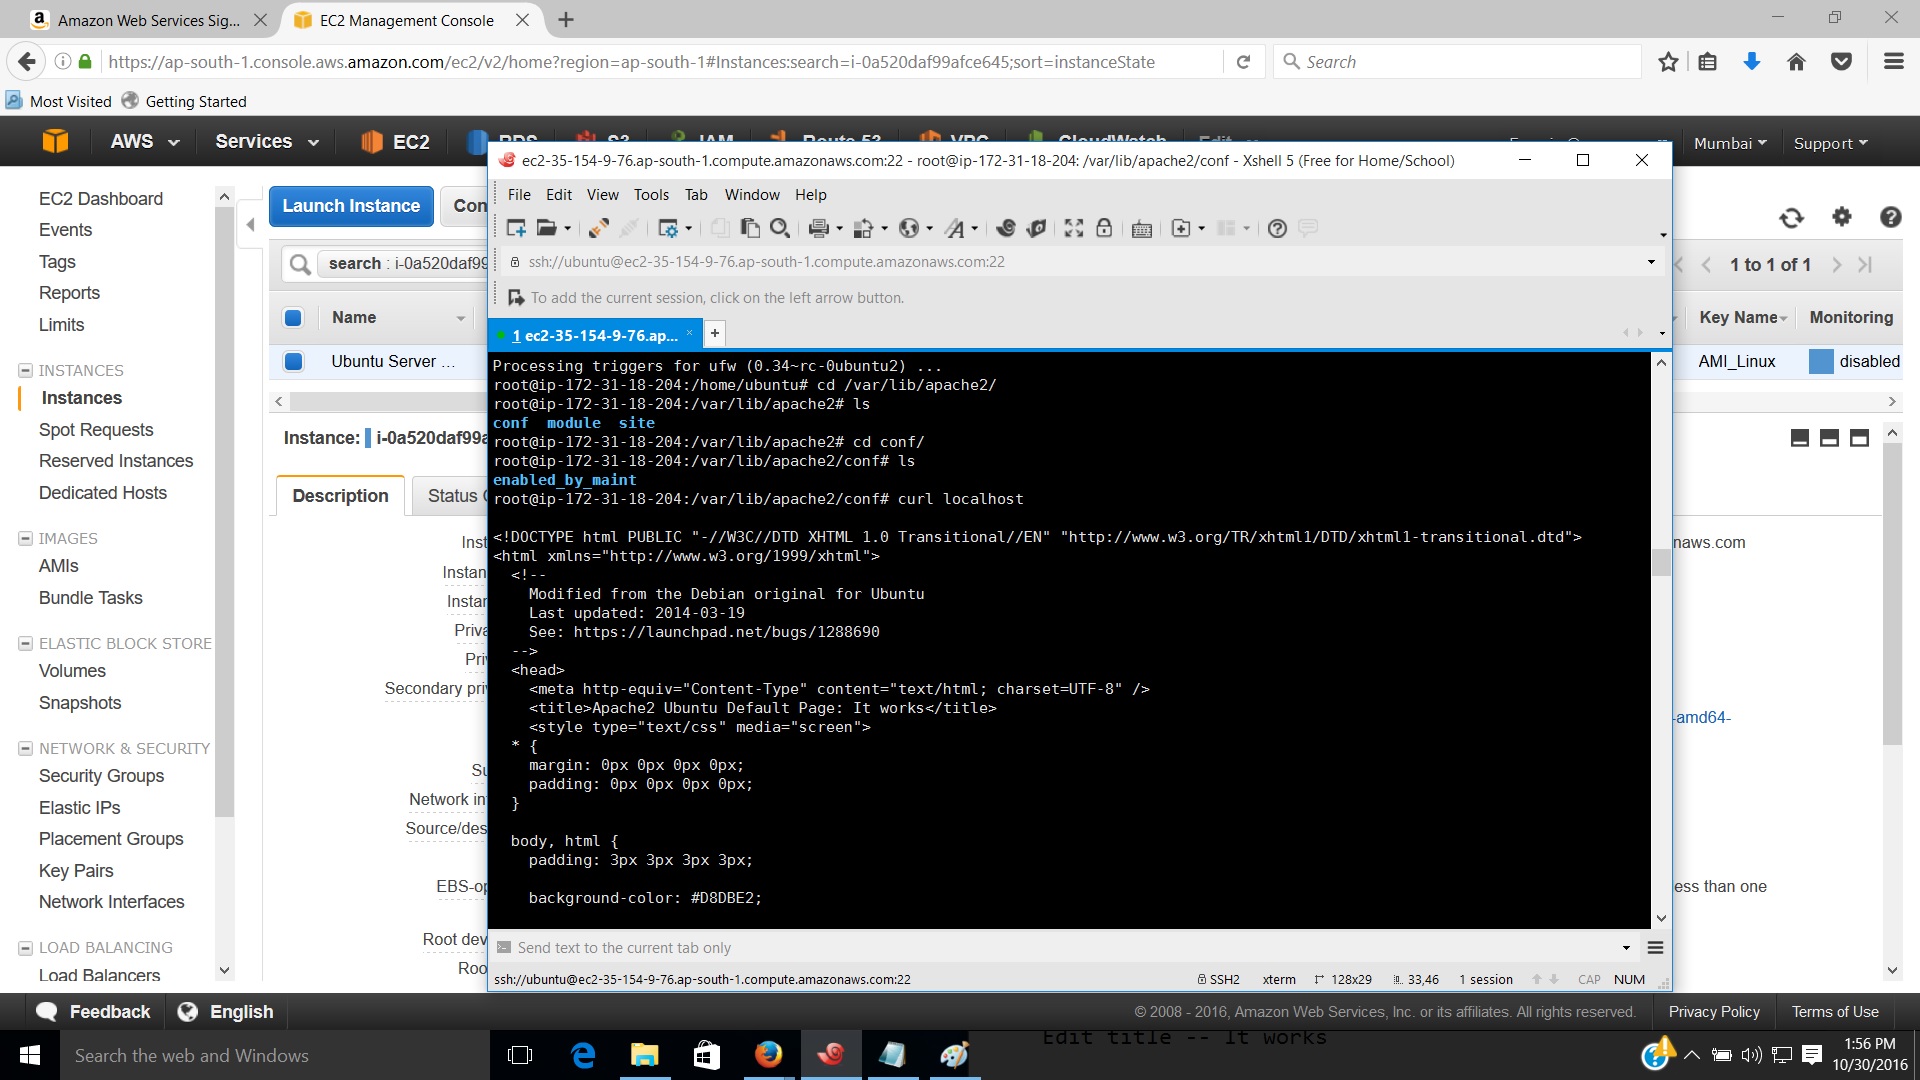 Amazon Web Services Sig...
EC2 Management Console
https://ap-south-1.console.aws.amazon.com/ec2/v2/home?region=ap-south-1#Instances:search=i-0a520daf99afce645;sort=instanceState
Search
Most Visited
Getting Started
AWS
Services
EC2
RDS
S3
IAM
Route 53
VPC
CloudWatch
Edit
Mumbai
Support
EC2 Dashboard
Events
Tags
Reports
Limits
INSTANCES
Instances
Spot Requests
Reserved Instances
Dedicated Hosts
IMAGES
AMIs
Bundle Tasks
ELASTIC BLOCK STORE
Volumes
Snapshots
NETWORK & SECURITY
Security Groups
Elastic IPs
Placement Groups
Key Pairs
Network Interfaces
LOAD BALANCING
Load Balancers
Launch Instance
Con
search : i-0a520daf99
1 to 1 of 1
Name
Key Name
Monitoring
Ubuntu Server ...
AMI_Linux
disabled
Instance: i-0a520daf99a
Description
Status C
Inst
Instan
Instan
Priva
Pri
Secondary pri
Su
Network in
Source/des
EBS-op
Root dev
Roo
naws.com
-amd64-
ess than one
ec2-35-154-9-76.ap-south-1.compute.amazonaws.com:22 - root@ip-172-31-18-204: /var/lib/apache2/conf - Xshell 5 (Free for Home/School)
File Edit View Tools Tab Window Help
ssh://ubuntu@ec2-35-154-9-76.ap-south-1.compute.amazonaws.com:22
To add the current session, click on the left arrow button.
1 ec2-35-154-9-76.ap...
Processing triggers for ufw (0.34~rc-0ubuntu2) ...
root@ip-172-31-18-204:/home/ubuntu# cd /var/lib/apache2/
root@ip-172-31-18-204:/var/lib/apache2# ls
conf module site
root@ip-172-31-18-204:/var/lib/apache2# cd conf/
root@ip-172-31-18-204:/var/lib/apache2/conf# ls
enabled_by_maint
root@ip-172-31-18-204:/var/lib/apache2/conf# curl localhost
<!DOCTYPE html PUBLIC "-//W3C//DTD XHTML 1.0 Transitional//EN" "http://www.w3.org/TR/xhtml1/DTD/xhtml1-transitional.dtd">
<html xmlns="http://www.w3.org/1999/xhtml">
<!--
Modified from the Debian original for Ubuntu
Last updated: 2014-03-19
See: https://launchpad.net/bugs/1288690
-->
<head>
<meta http-equiv="Content-Type" content="text/html; charset=UTF-8" />
<title>Apache2 Ubuntu Default Page: It works</title>
<style type="text/css" media="screen">
* {
margin: 0px 0px 0px 0px;
padding: 0px 0px 0px 0px;
}
body, html {
padding: 3px 3px 3px 3px;
background-color: #D8DBE2;
Send text to the current tab only
ssh://ubuntu@ec2-35-154-9-76.ap-south-1.compute.amazonaws.com:22
SSH2
xterm
128x29
33,46
1 session
CAP
NUM
Feedback
English
© 2008 - 2016, Amazon Web Services, Inc. or its affiliates. All rights reserved.
Privacy Policy
Terms of Use
Search the web and Windows
Edit title -- It works
1:56 PM
10/30/2016